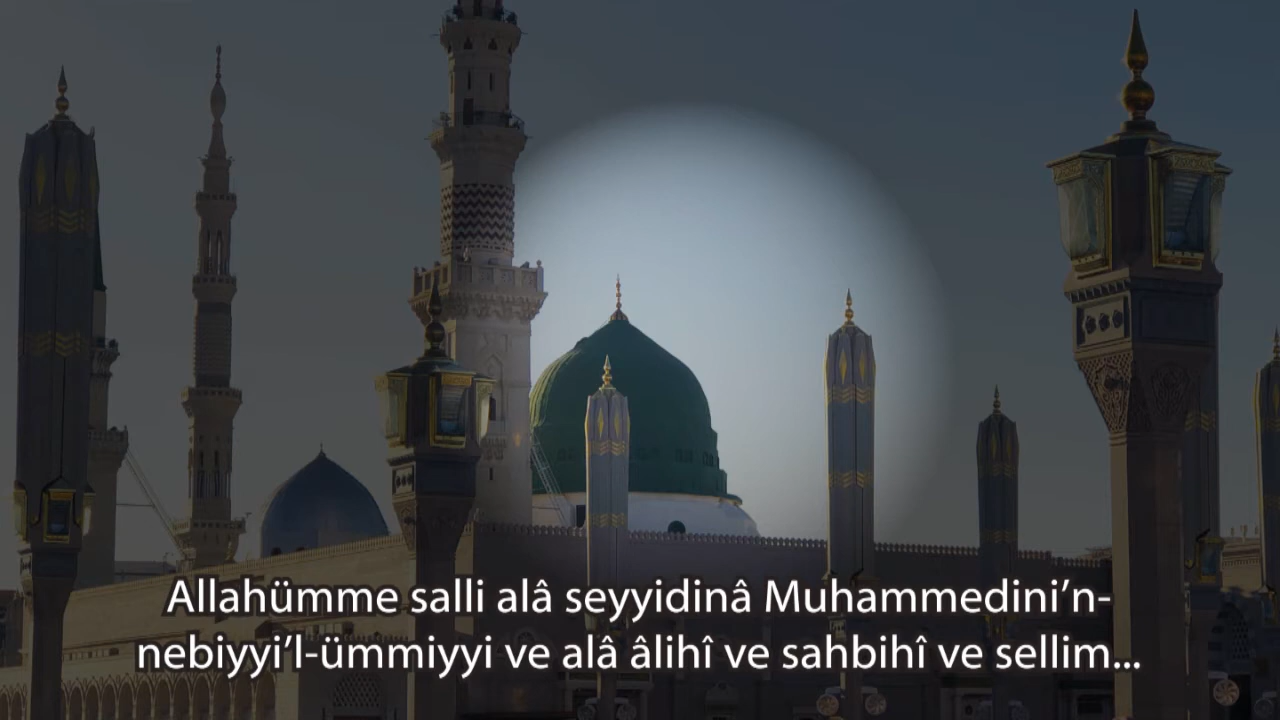 Allahümme salli alâ seyyidinâ Muhammedini’n-
nebiyyi’l-ümmiyyi ve alâ âlihî ve sahbihî ve sellim...